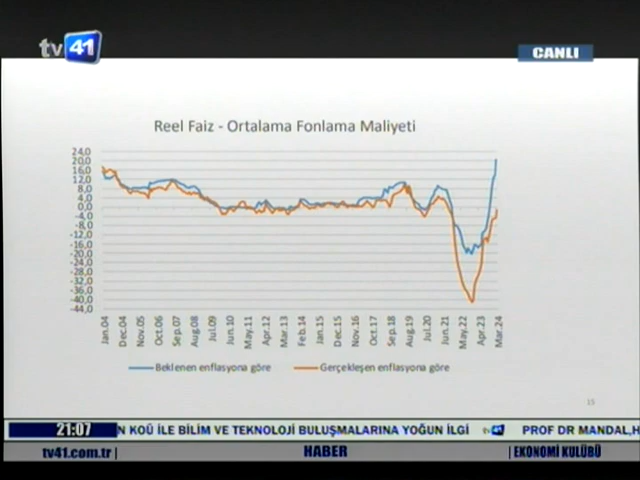 tv41
CANLI
Reel Faiz - Ortalama Fonlama Maliyeti
24,0
20,0
16,0
12,0
8,0
4,0
0,0
-4,0
-8,0
-12,0
-16,0
-20,0
-24,0
-28,0
-32,0
-36,0
-40,0
-44,0
Jan.04
Dec.04
Nov.05
Oct.06
Sep.07
Aug.08
Jul.09
Jun.10
May.11
Apr.12
Mar.13
Feb.14
Jan.15
Dec.15
Nov.16
Oct.17
Sep.18
Aug.19
Jul.20
Jun.21
May.22
Apr.23
Mar.24
Beklenen enflasyona göre
Gerçekleşen enflasyona göre
15
21:07 N KOÜ İLE BİLİM VE TEKNOLOJİ BULUŞMALARINA YOĞUN İLGİ tv41 PROF DR MANDAL,H
tv41.com.tr | HABER | EKONOMİ KULÜBÜ